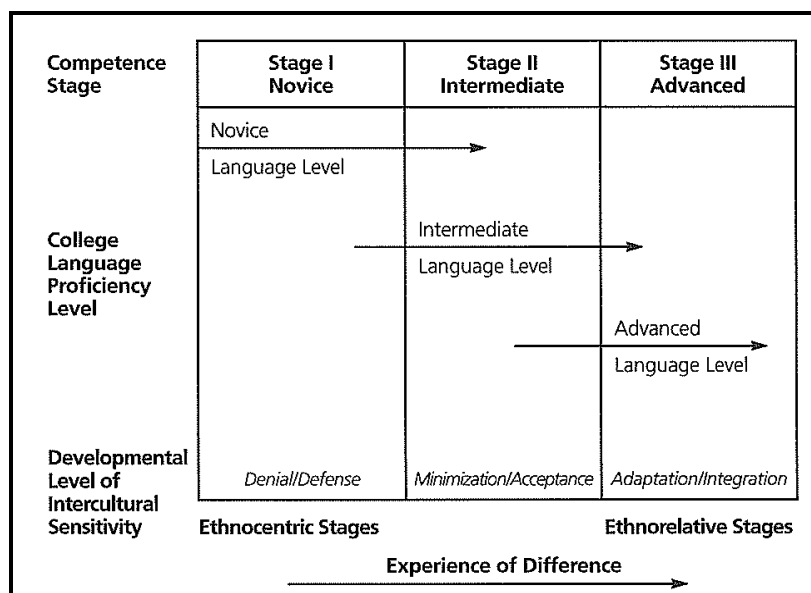 Competence
Stage
Stage I
Novice
Stage II
Intermediate
Stage III
Advanced
Novice
Language Level
College
Language
Proficiency
Level
Intermediate
Language Level
Advanced
Language Level
Developmental
Level of
Intercultural
Sensitivity
Denial/Defense
Minimization/Acceptance
Adaptation/Integration
Ethnocentric Stages
Ethnorelative Stages
Experience of Difference